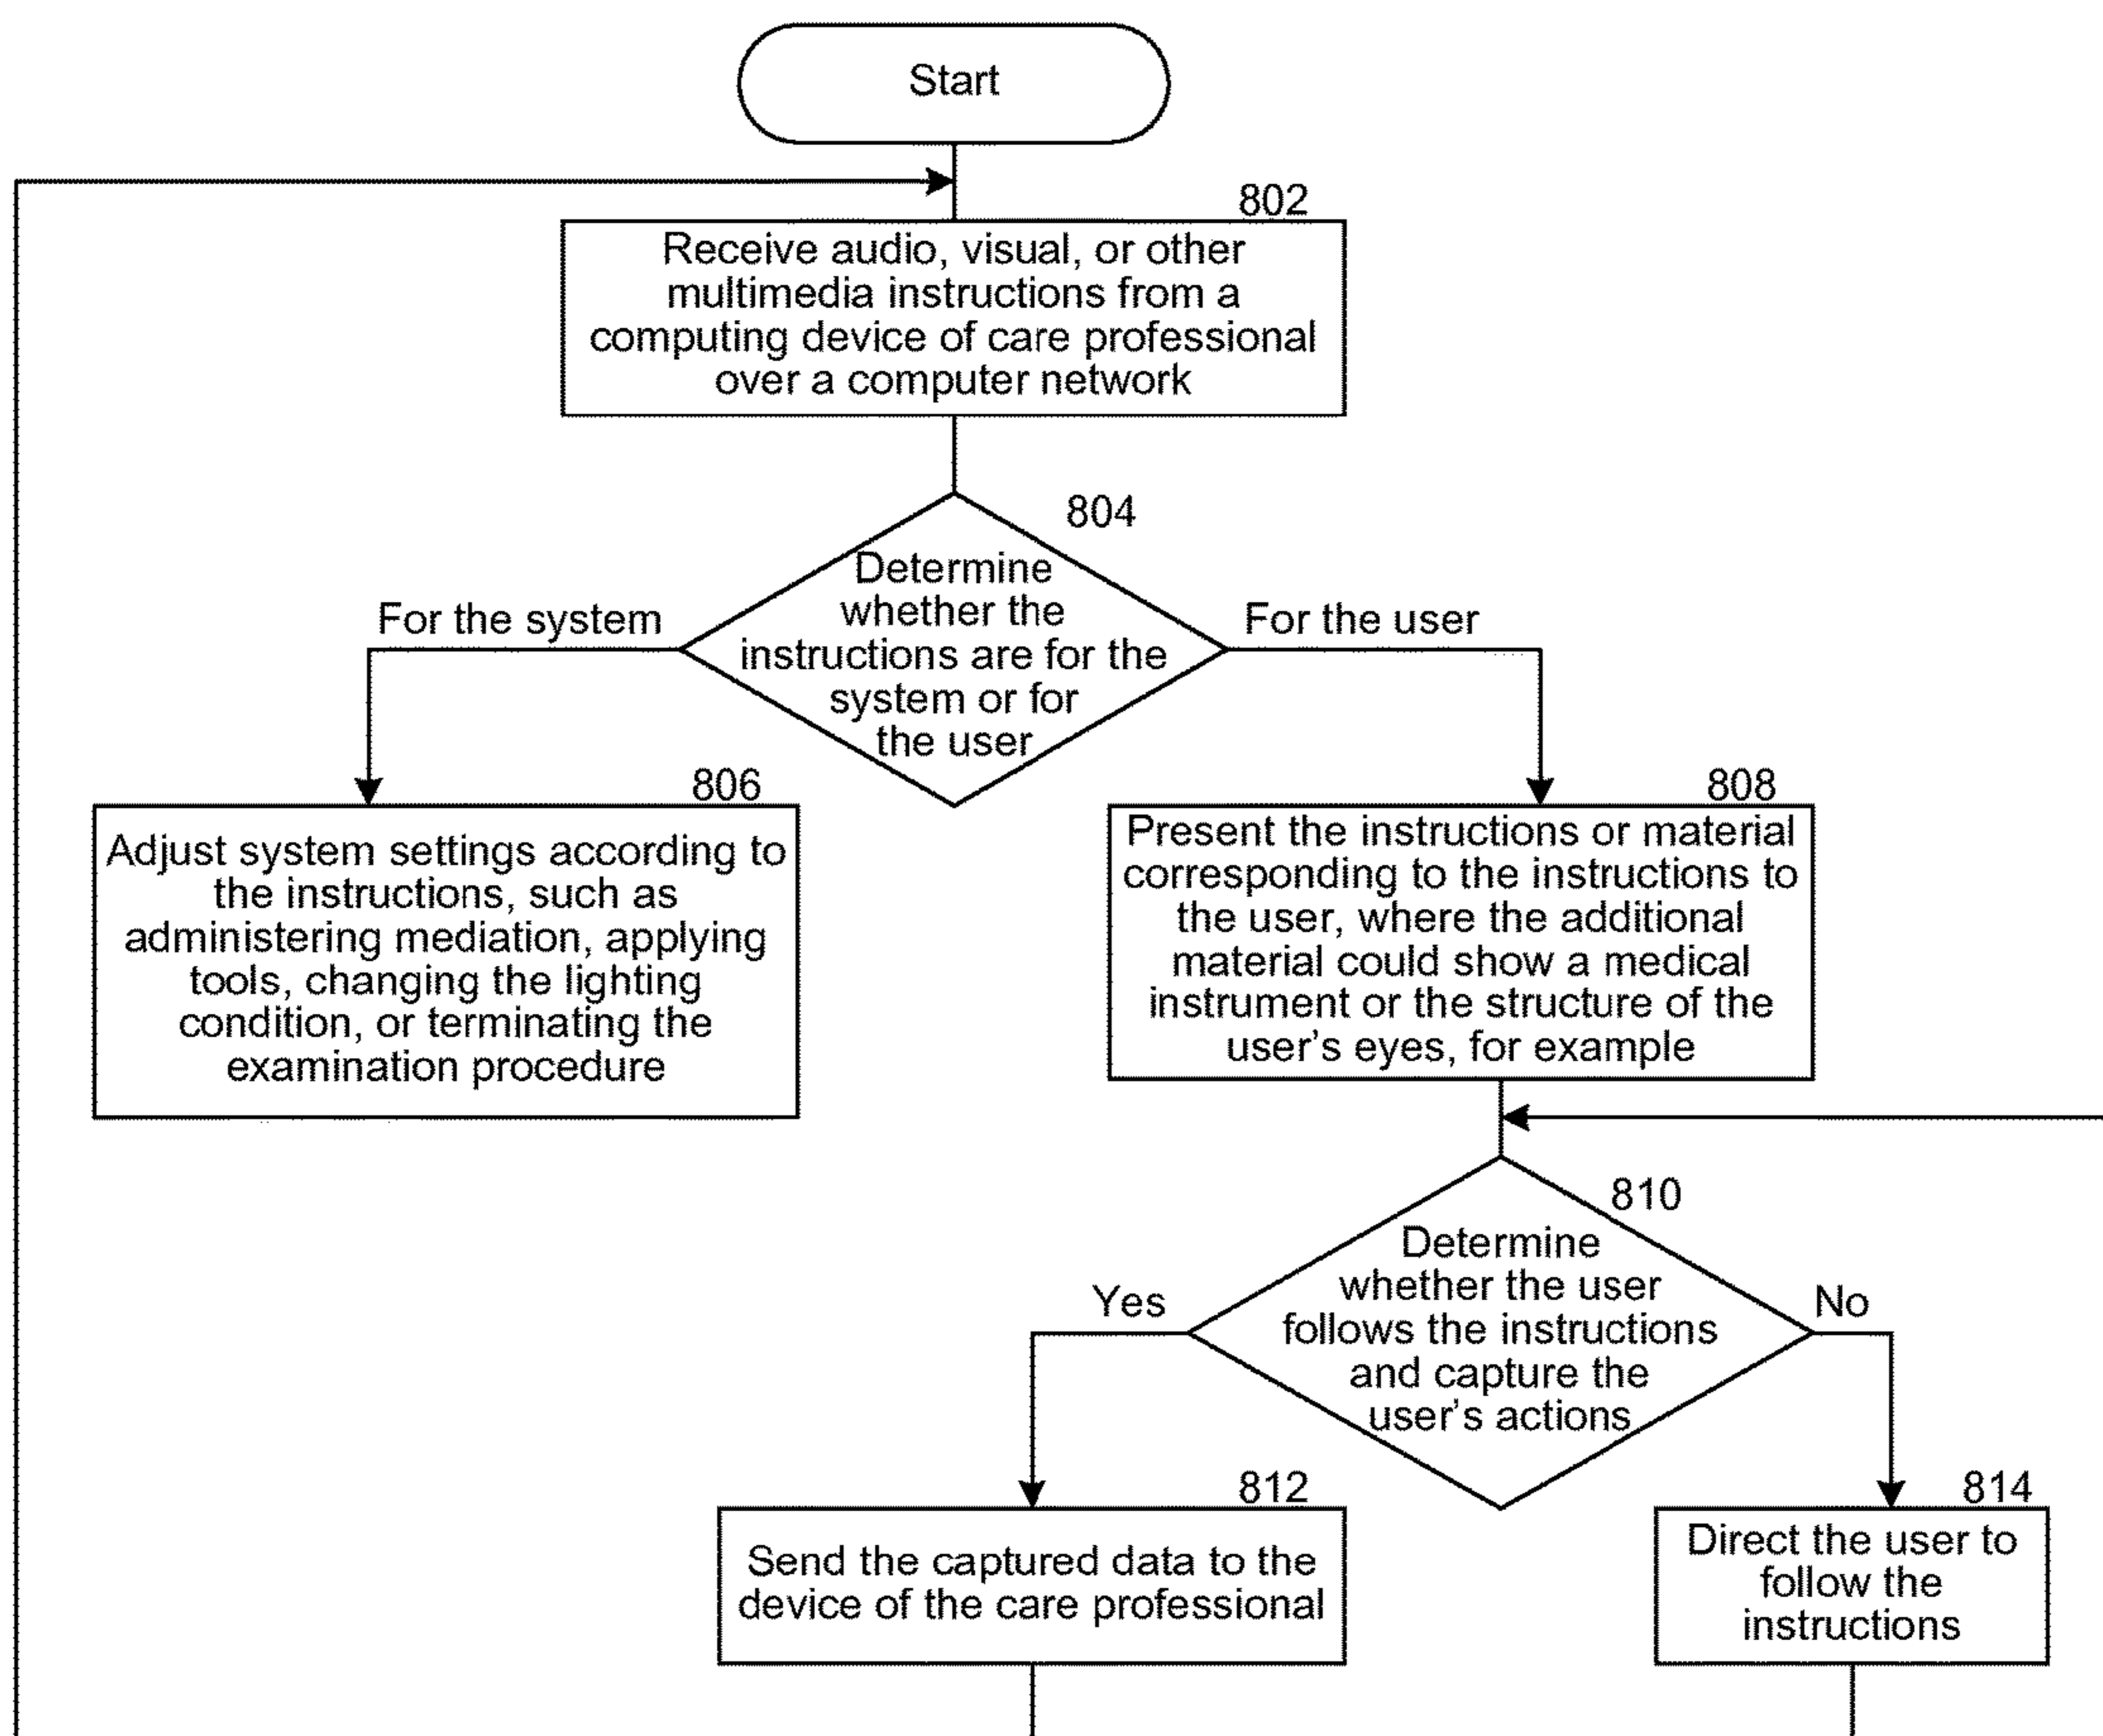 Start
802
Receive audio, visual, or other
multimedia instructions from a
computing device of care professional
over a computer network
804
Determine
whether the
instructions are for the
system or for
the user
For the system
For the user
806
Adjust system settings according to
the instructions, such as
administering mediation, applying
tools, changing the lighting
condition, or terminating the
examination procedure
808
Present the instructions or material
corresponding to the instructions to
the user, where the additional
material could show a medical
instrument or the structure of the
user's eyes, for example
810
Determine
whether the user
follows the instructions
and capture the
user's actions
Yes
No
812
Send the captured data to the
device of the care professional
814
Direct the user to
follow the
instructions